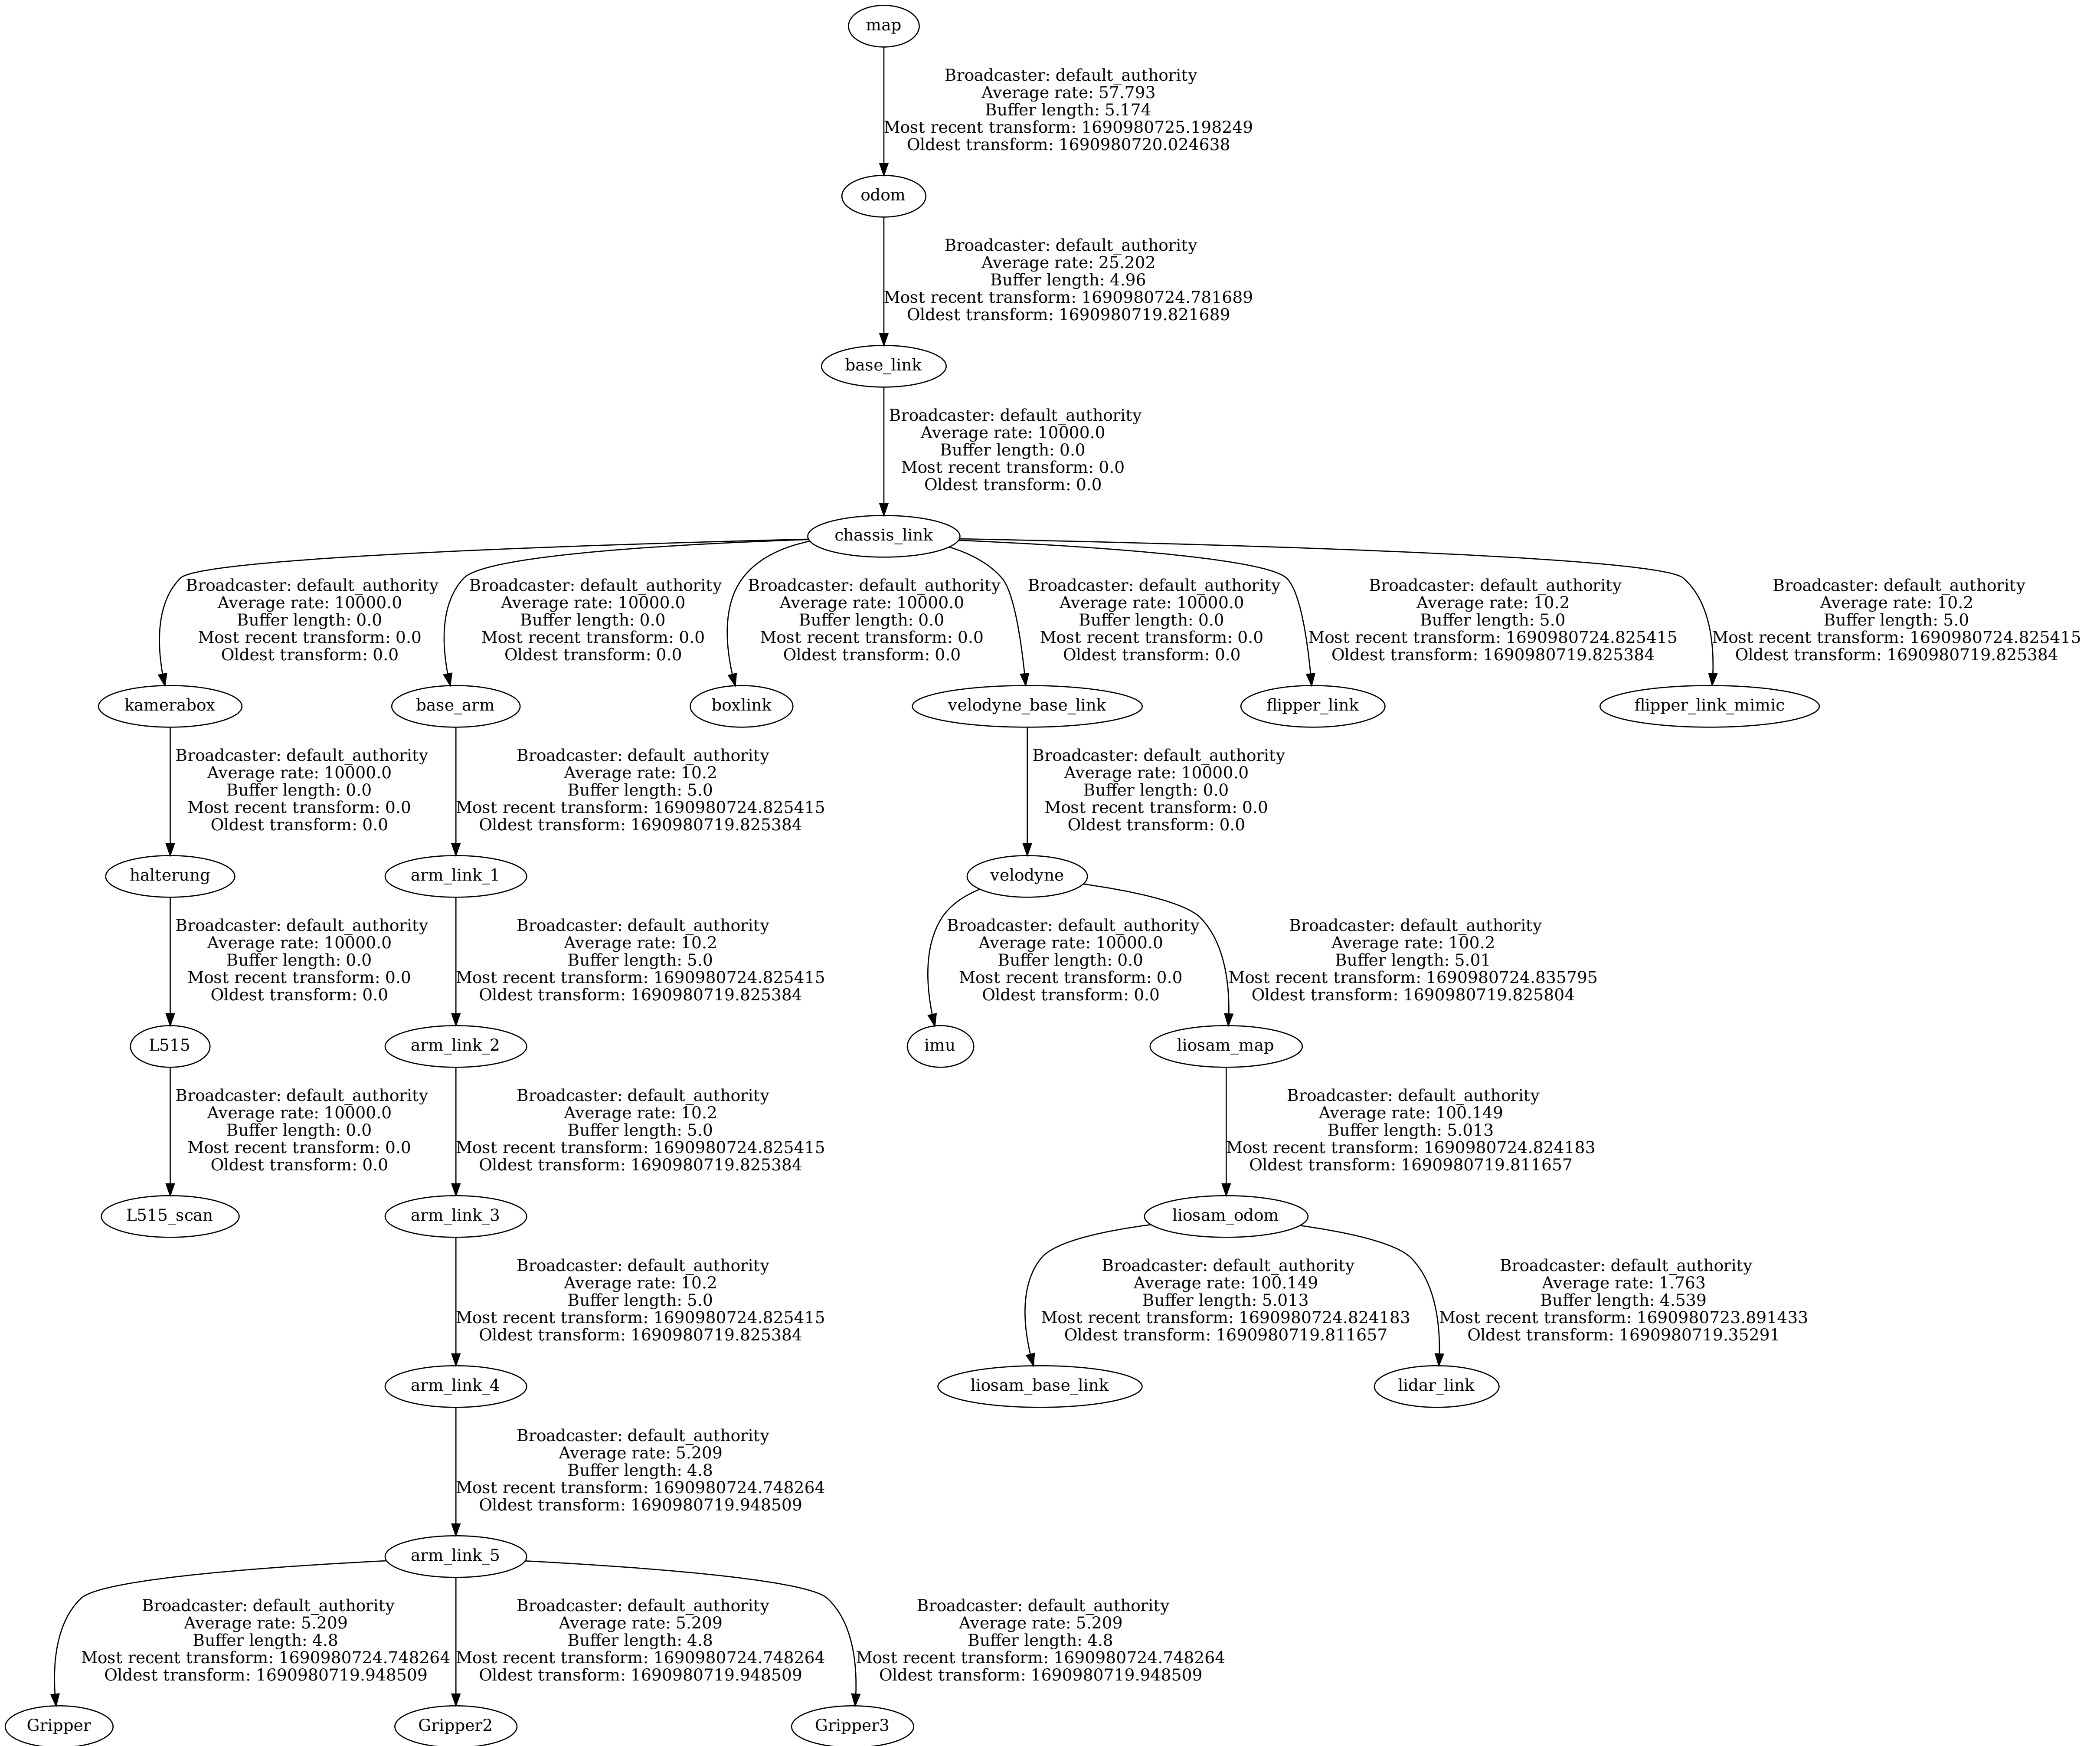 map
Broadcaster: default_authority
Average rate: 57.793
Buffer length: 5.174
Most recent transform: 1690980725.198249
Oldest transform: 1690980720.024638
odom
Broadcaster: default_authority
Average rate: 25.202
Buffer length: 4.96
Most recent transform: 1690980724.781689
Oldest transform: 1690980719.821689
base_link
Broadcaster: default_authority
Average rate: 10000.0
Buffer length: 0.0
Most recent transform: 0.0
Oldest transform: 0.0
chassis_link
Broadcaster: default_authority
Average rate: 10000.0
Buffer length: 0.0
Most recent transform: 0.0
Oldest transform: 0.0
Broadcaster: default_authority
Average rate: 10000.0
Buffer length: 0.0
Most recent transform: 0.0
Oldest transform: 0.0
Broadcaster: default_authority
Average rate: 10000.0
Buffer length: 0.0
Most recent transform: 0.0
Oldest transform: 0.0
Broadcaster: default_authority
Average rate: 10000.0
Buffer length: 0.0
Most recent transform: 0.0
Oldest transform: 0.0
Broadcaster: default_authority
Average rate: 10.2
Buffer length: 5.0
Most recent transform: 1690980724.825415
Oldest transform: 1690980719.825384
Broadcaster: default_authority
Average rate: 10.2
Buffer length: 5.0
Most recent transform: 1690980724.825415
Oldest transform: 1690980719.825384
kamerabox
base_arm
boxlink
velodyne_base_link
flipper_link
flipper_link_mimic
Broadcaster: default_authority
Average rate: 10000.0
Buffer length: 0.0
Most recent transform: 0.0
Oldest transform: 0.0
Broadcaster: default_authority
Average rate: 10.2
Buffer length: 5.0
Most recent transform: 1690980724.825415
Oldest transform: 1690980719.825384
Broadcaster: default_authority
Average rate: 10000.0
Buffer length: 0.0
Most recent transform: 0.0
Oldest transform: 0.0
halterung
arm_link_1
velodyne
Broadcaster: default_authority
Average rate: 10000.0
Buffer length: 0.0
Most recent transform: 0.0
Oldest transform: 0.0
Broadcaster: default_authority
Average rate: 10.2
Buffer length: 5.0
Most recent transform: 1690980724.825415
Oldest transform: 1690980719.825384
Broadcaster: default_authority
Average rate: 10000.0
Buffer length: 0.0
Most recent transform: 0.0
Oldest transform: 0.0
Broadcaster: default_authority
Average rate: 100.2
Buffer length: 5.01
Most recent transform: 1690980724.835795
Oldest transform: 1690980719.825804
L515
arm_link_2
imu
liosam_map
Broadcaster: default_authority
Average rate: 10000.0
Buffer length: 0.0
Most recent transform: 0.0
Oldest transform: 0.0
Broadcaster: default_authority
Average rate: 10.2
Buffer length: 5.0
Most recent transform: 1690980724.825415
Oldest transform: 1690980719.825384
Broadcaster: default_authority
Average rate: 100.149
Buffer length: 5.013
Most recent transform: 1690980724.824183
Oldest transform: 1690980719.811657
L515_scan
arm_link_3
liosam_odom
Broadcaster: default_authority
Average rate: 10.2
Buffer length: 5.0
Most recent transform: 1690980724.825415
Oldest transform: 1690980719.825384
Broadcaster: default_authority
Average rate: 100.149
Buffer length: 5.013
Most recent transform: 1690980724.824183
Oldest transform: 1690980719.811657
Broadcaster: default_authority
Average rate: 1.763
Buffer length: 4.539
Most recent transform: 1690980723.891433
Oldest transform: 1690980719.35291
arm_link_4
liosam_base_link
lidar_link
Broadcaster: default_authority
Average rate: 5.209
Buffer length: 4.8
Most recent transform: 1690980724.748264
Oldest transform: 1690980719.948509
arm_link_5
Broadcaster: default_authority
Average rate: 5.209
Buffer length: 4.8
Most recent transform: 1690980724.748264
Oldest transform: 1690980719.948509
Broadcaster: default_authority
Average rate: 5.209
Buffer length: 4.8
Most recent transform: 1690980724.748264
Oldest transform: 1690980719.948509
Broadcaster: default_authority
Average rate: 5.209
Buffer length: 4.8
Most recent transform: 1690980724.748264
Oldest transform: 1690980719.948509
Gripper
Gripper2
Gripper3